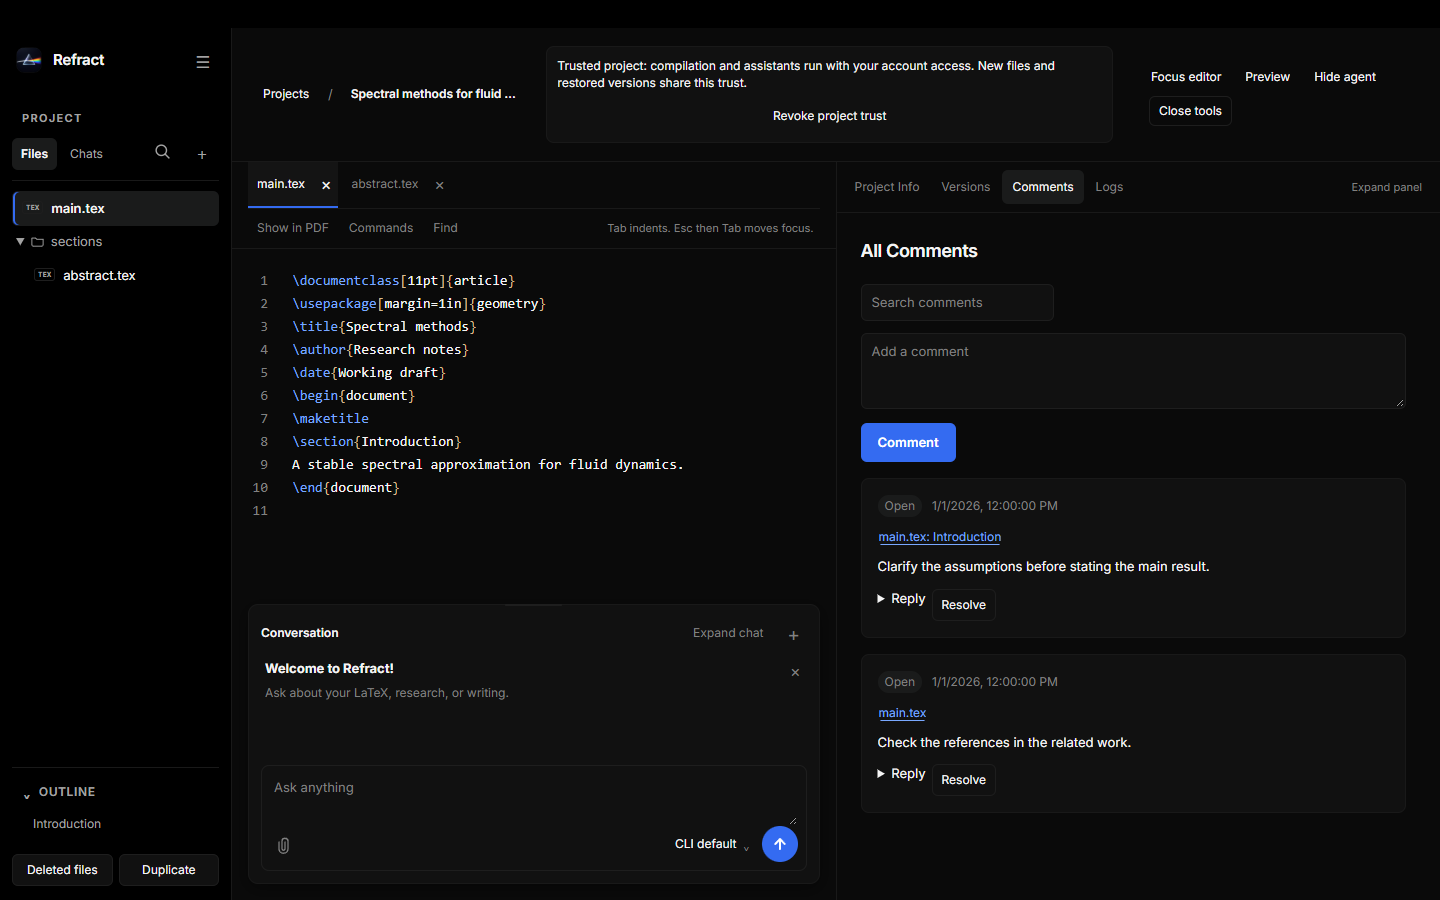 Refract
PROJECT
Files
Chats
+
TEX main.tex
sections
TEX abstract.tex
OUTLINE
Introduction
Deleted files
Duplicate
Projects / Spectral methods for fluid ...
Trusted project: compilation and assistants run with your account access. New files and
restored versions share this trust.
Revoke project trust
Focus editor
Preview
Hide agent
Close tools
main.tex ×
abstract.tex ×
Show in PDF
Commands
Find
Tab indents. Esc then Tab moves focus.
1 \documentclass[11pt]{article}
2 \usepackage[margin=1in]{geometry}
3 \title{Spectral methods}
4 \author{Research notes}
5 \date{Working draft}
6 \begin{document}
7 \maketitle
8 \section{Introduction}
9 A stable spectral approximation for fluid dynamics.
10 \end{document}
11
Conversation
Expand chat
+
Welcome to Refract!
×
Ask about your LaTeX, research, or writing.
Ask anything
CLI default
Project Info
Versions
Comments
Logs
Expand panel
All Comments
Search comments
Add a comment
Comment
Open 1/1/2026, 12:00:00 PM
main.tex: Introduction
Clarify the assumptions before stating the main result.
Reply
Resolve
Open 1/1/2026, 12:00:00 PM
main.tex
Check the references in the related work.
Reply
Resolve